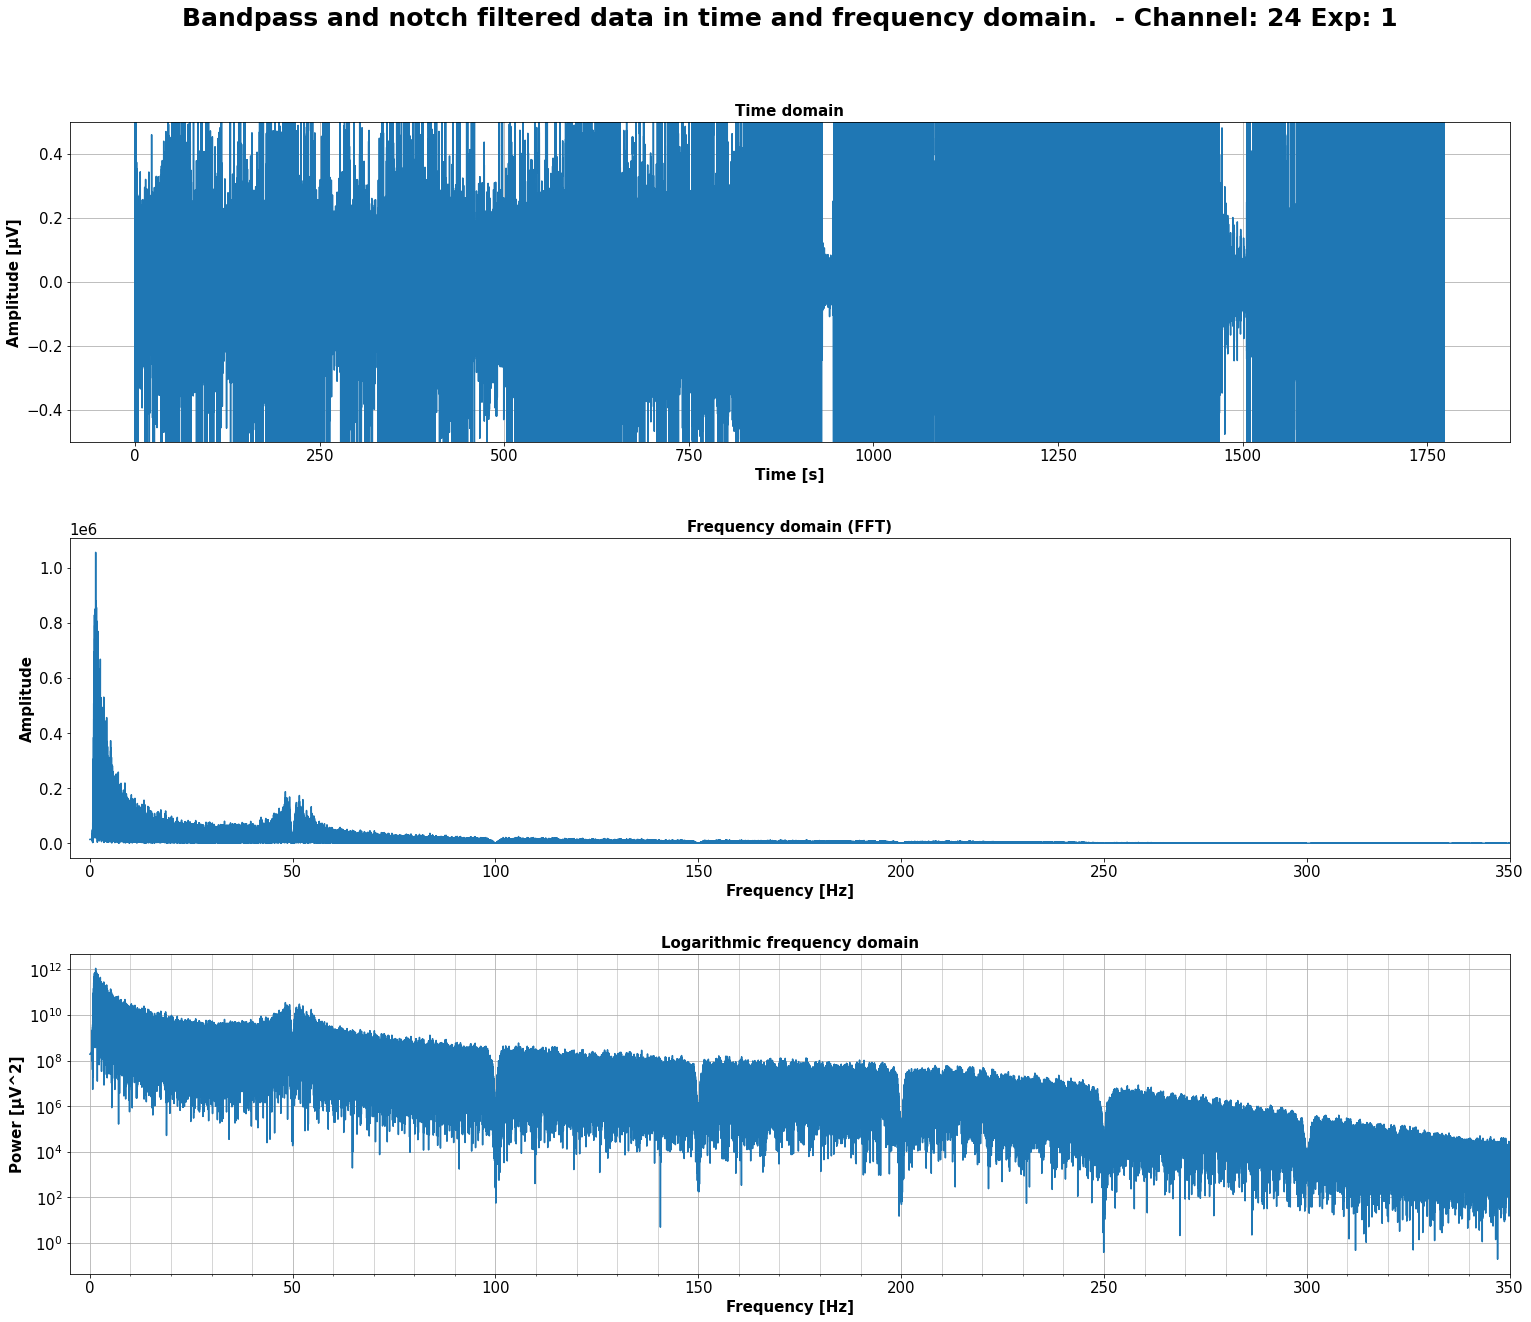 Bandpass and notch filtered data in time and frequency domain.  - Channel: 24 Exp: 1
Time domain
0.4
0.2
0.0
−0.2
−0.4
Amplitude [µV]
0 250 500 750 1000 1250 1500 1750
Time [s]
Frequency domain (FFT)
1e6
1.0
0.8
0.6
0.4
0.2
0.0
Amplitude
0 50 100 150 200 250 300 350
Frequency [Hz]
Logarithmic frequency domain
10^12
10^10
10^8
10^6
10^4
10^2
10^0
Power [µV^2]
0 50 100 150 200 250 300 350
Frequency [Hz]